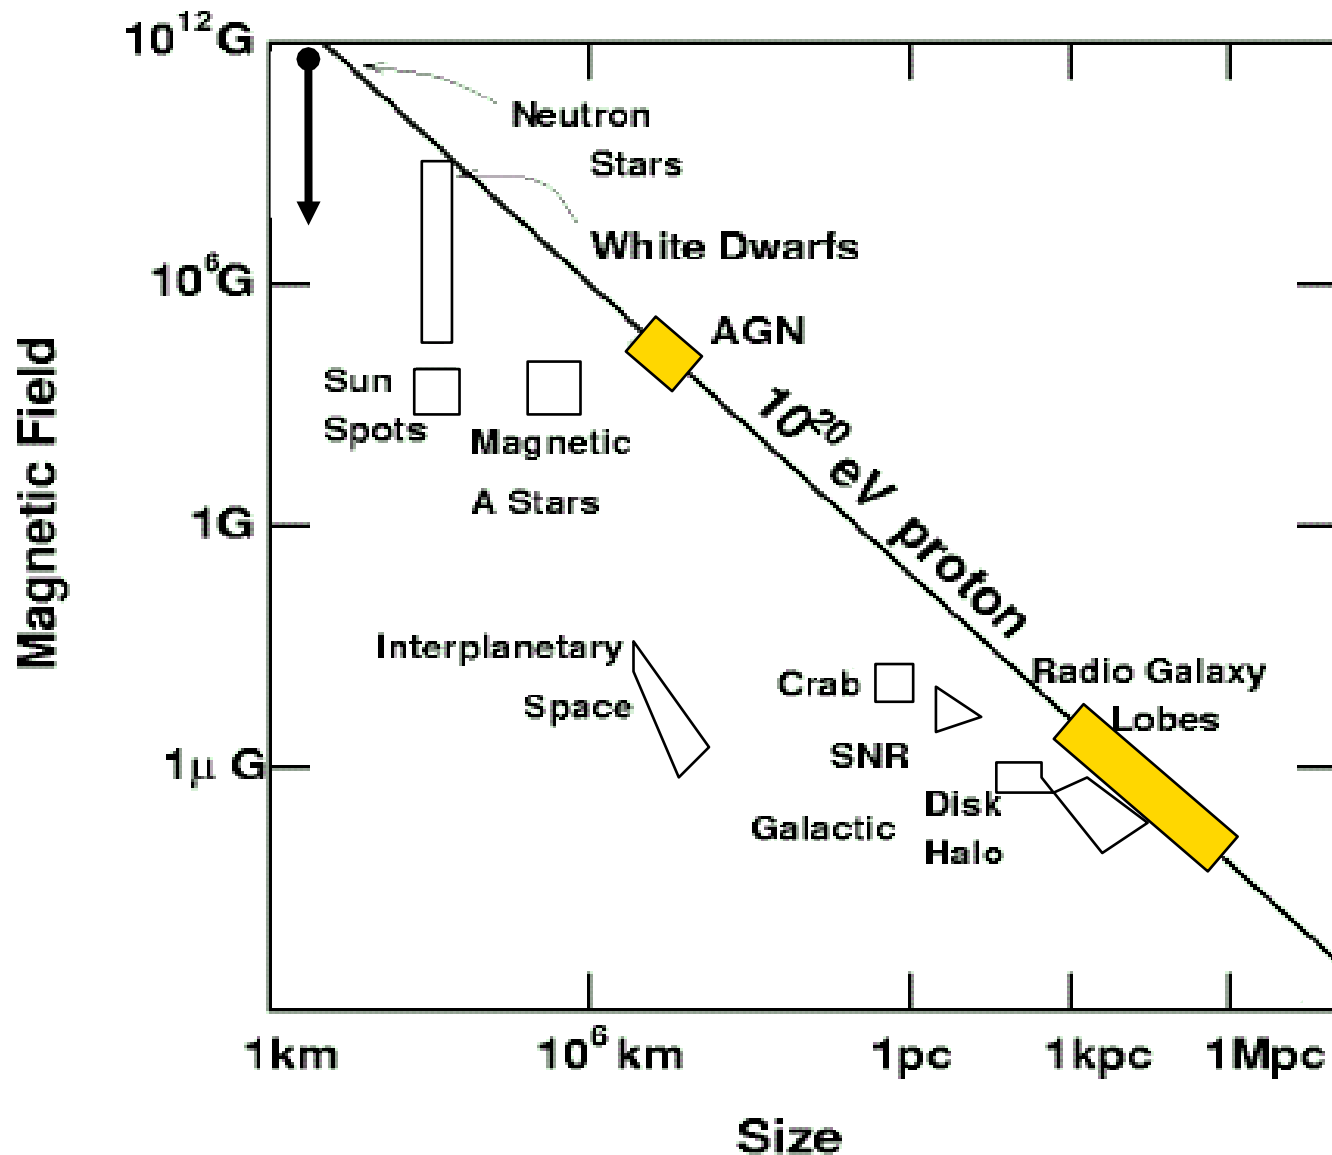 10¹²G
Neutron
Stars
White Dwarfs
10⁶G
AGN
Sun
Spots
Magnetic
A Stars
10²⁰ eV proton
1G
Magnetic Field
Interplanetary
Space
Crab
Radio Galaxy
Lobes
SNR
1μ G
Disk
Galactic
Halo
1km
10⁶ km
1pc
1kpc
1Mpc
Size